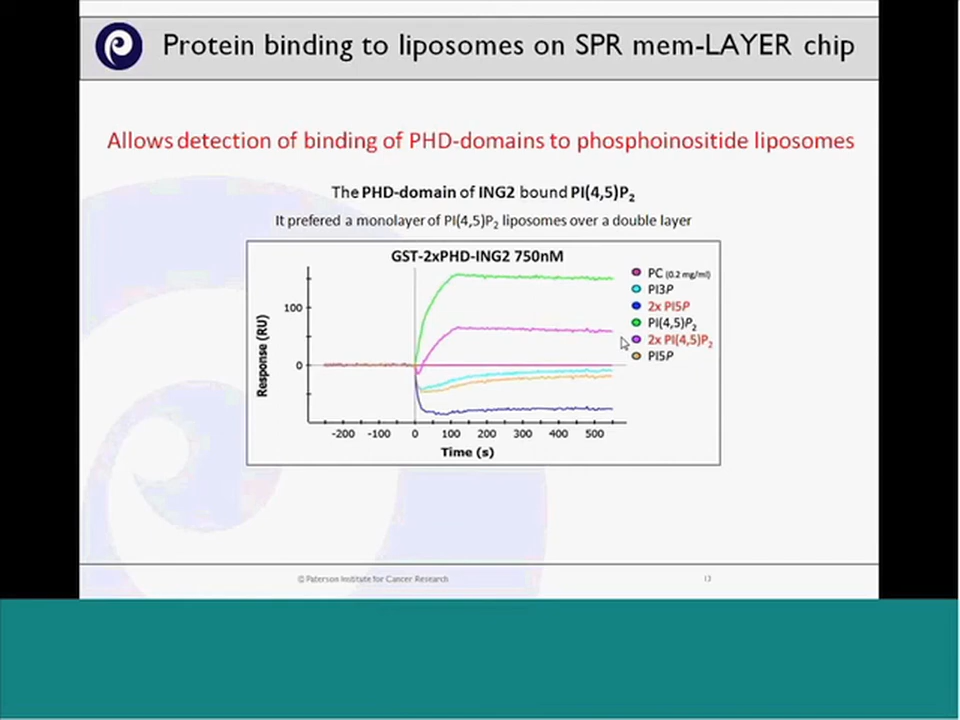 Protein binding to liposomes on SPR mem-LAYER chip
Allows detection of binding of PHD-domains to phosphoinositide liposomes
The PHD-domain of ING2 bound PI(4,5)P₂
It prefered a monolayer of PI(4,5)P₂ liposomes over a double layer
GST-2xPHD-ING2 750nM
Response (RU)
100
0
-200 -100 0 100 200 300 400 500
Time (s)
PC (0.2 mg/ml)
PI3P
2x PI5P
PI(4,5)P₂
2x PI(4,5)P₂
PI5P
© Paterson Institute for Cancer Research
13